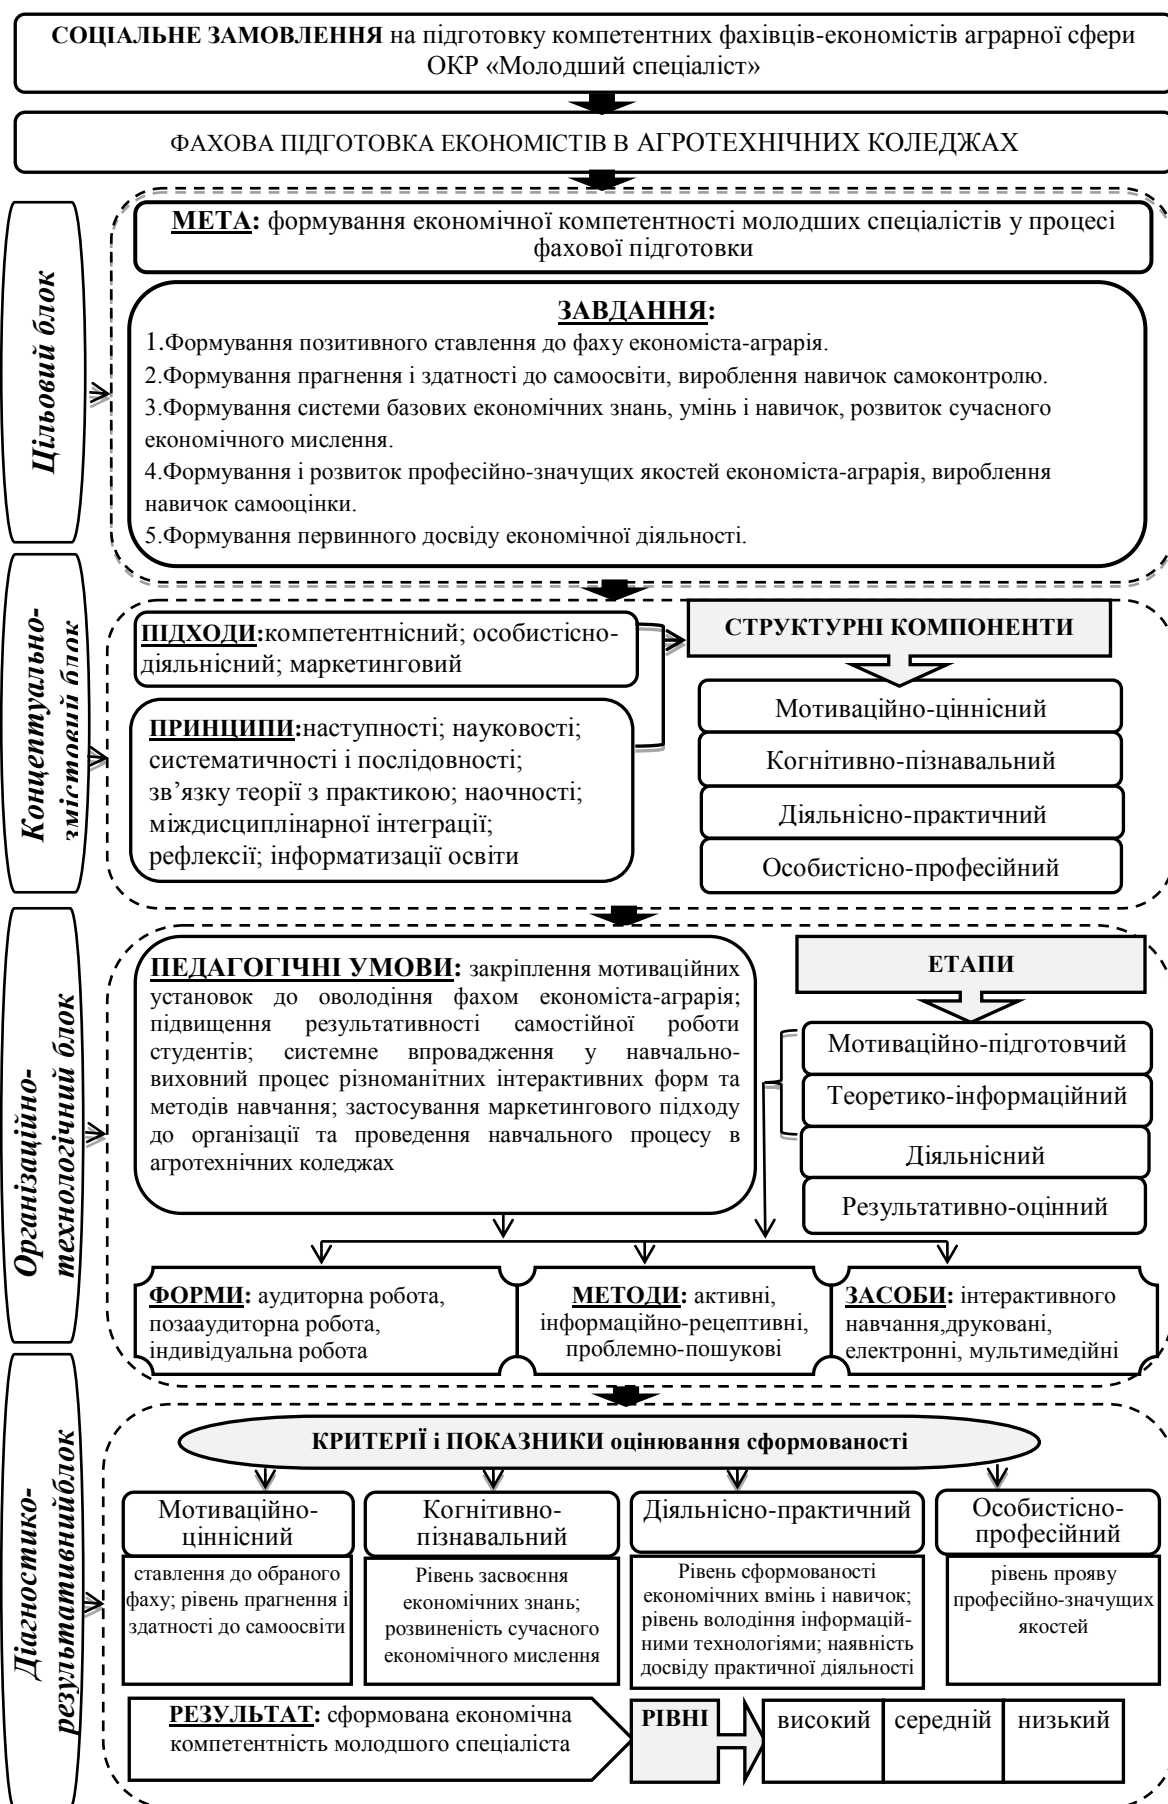 СОЦІАЛЬНЕ ЗАМОВЛЕННЯ на підготовку компетентних фахівців-економістів аграрної сфери
ОКР «Молодший спеціаліст»
ФАХОВА ПІДГОТОВКА ЕКОНОМІСТІВ В АГРОТЕХНІЧНИХ КОЛЕДЖАХ
Цільовий блок
МЕТА: формування економічної компетентності молодших спеціалістів у процесі
фахової підготовки
ЗАВДАННЯ:
1.Формування позитивного ставлення до фаху економіста-аграрія.
2.Формування прагнення і здатності до самоосвіти, вироблення навичок самоконтролю.
3.Формування системи базових економічних знань, умінь і навичок, розвиток сучасного
економічного мислення.
4.Формування і розвиток професійно-значущих якостей економіста-аграрія, вироблення
навичок самооцінки.
5.Формування первинного досвіду економічної діяльності.
Концептуально-
змістовий блок
ПІДХОДИ:компетентнісний; особистісно-
діяльнісний; маркетинговий
ПРИНЦИПИ:наступності; науковості;
систематичності і послідовності;
зв’язку теорії з практикою; наочності;
міждисциплінарної інтеграції;
рефлексії; інформатизації освіти
СТРУКТУРНІ КОМПОНЕНТИ
Мотиваційно-ціннісний
Когнітивно-пізнавальний
Діяльнісно-практичний
Особистісно-професійний
Організаційно-
технологічний блок
ПЕДАГОГІЧНІ УМОВИ: закріплення мотиваційних
установок до оволодіння фахом економіста-аграрія;
підвищення результативності самостійної роботи
студентів; системне впровадження у навчально-
виховний процес різноманітних інтерактивних форм та
методів навчання; застосування маркетингового підходу
до організації та проведення навчального процесу в
агротехнічних коледжах
ЕТАПИ
Мотиваційно-підготовчий
Теоретико-інформаційний
Діяльнісний
Результативно-оцінний
ФОРМИ: аудиторна робота,
позааудиторна робота,
індивідуальна робота
МЕТОДИ: активні,
інформаційно-рецептивні,
проблемно-пошукові
ЗАСОБИ: інтерактивного
навчання,друковані,
електронні, мультимедійні
Діагностико-
результативнийблок
КРИТЕРІЇ і ПОКАЗНИКИ оцінювання сформованості
Мотиваційно-
ціннісний
ставлення до обраного
фаху; рівень прагнення і
здатності до самоосвіти
Когнітивно-
пізнавальний
Рівень засвоєння
економічних знань;
розвиненість сучасного
економічного мислення
Діяльнісно-практичний
Рівень сформованості
економічних вмінь і навичок;
рівень володіння інформацій-
ними технологіями; наявність
досвіду практичної діяльності
Особистісно-
професійний
рівень прояву
професійно-значущих
якостей
РЕЗУЛЬТАТ: сформована економічна
компетентність молодшого спеціаліста
РІВНІ
високий
середній
низький